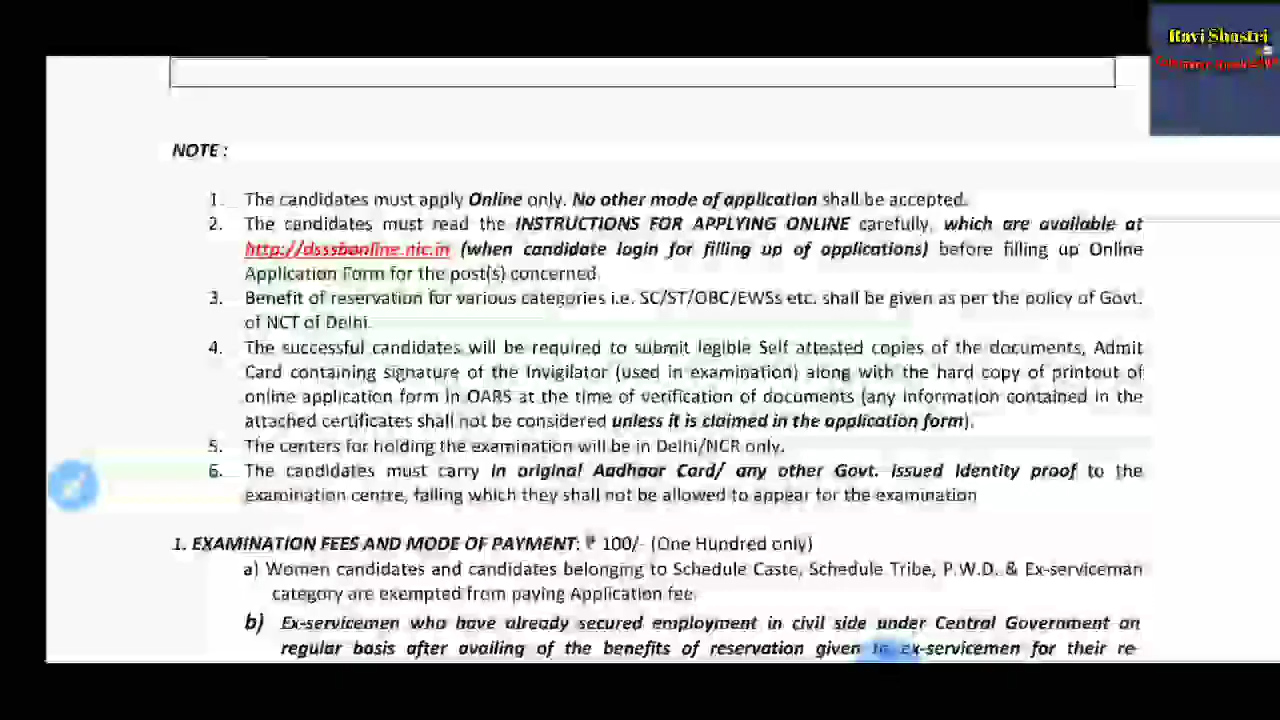 Ravi Shastri
NOTE :
1. The candidates must apply Online only. No other mode of application shall be accepted.
2. The candidates must read the INSTRUCTIONS FOR APPLYING ONLINE carefully, which are available at
http://dsssbonline.nic.in (when candidate login for filling up of applications) before filling up Online
Application Form for the post(s) concerned
3. Benefit of reservation for various categories i.e. SC/ST/OBC/EWSs etc. shall be given as per the policy of Govt.
of NCT of Delhi.
4. The successful candidates will be required to submit legible Self attested copies of the documents, Admit
Card containing signature of the Invigilator (used in examination) along with the hard copy of printout of
online application form in OARS at the time of verification of documents (any information contained in the
attached certificates shall not be considered unless it is claimed in the application form).
5. The centers for holding the examination will be in Delhi/NCR only.
6. The candidates must carry in original Aadhaar Card/ any other Govt. issued Identity proof to the
examination centre, failing which they shall not be allowed to appear for the examination
1. EXAMINATION FEES AND MODE OF PAYMENT: ₹ 100/- (One Hundred only)
a) Women candidates and candidates belonging to Schedule Caste, Schedule Tribe, P.W.D. & Ex-serviceman
category are exempted from paying Application fee.
b) Ex-servicemen who have already secured employment in civil side under Central Government on
regular basis after availing of the benefits of reservation given to ex-servicemen for their re-